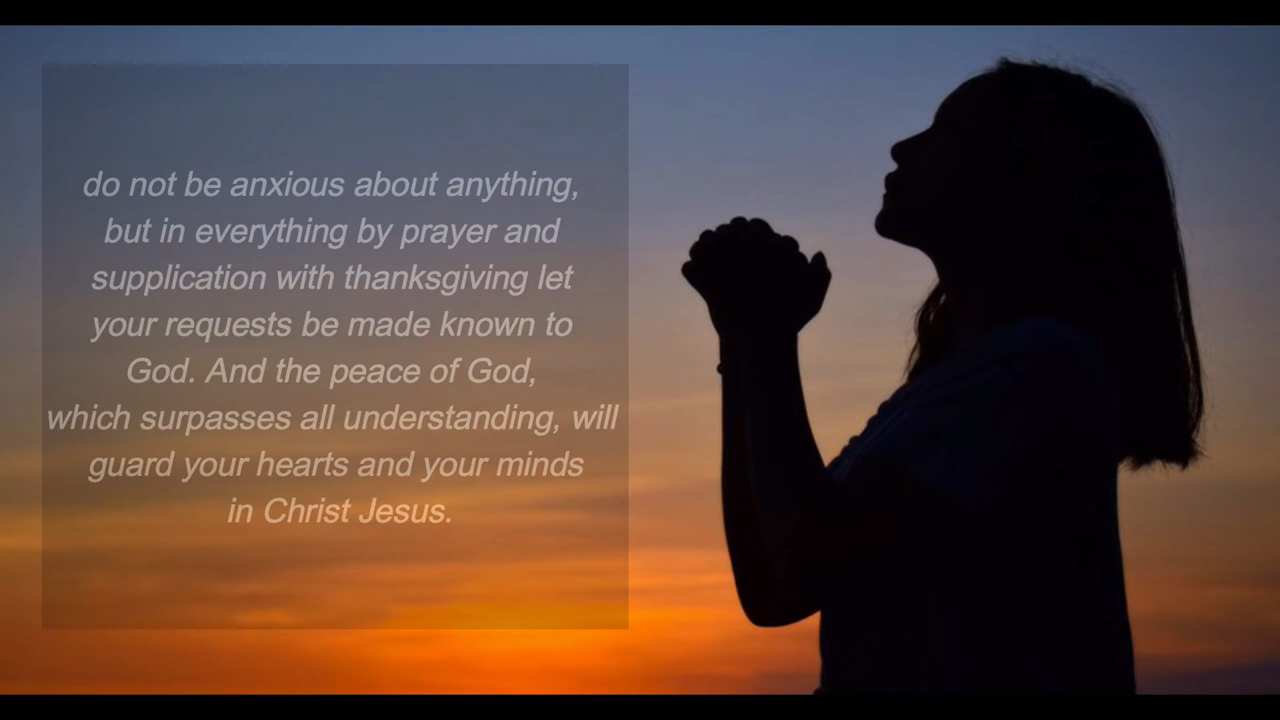 do not be anxious about anything,
but in everything by prayer and
supplication with thanksgiving let
your requests be made known to
God. And the peace of God,
which surpasses all understanding, will
guard your hearts and your minds
in Christ Jesus.